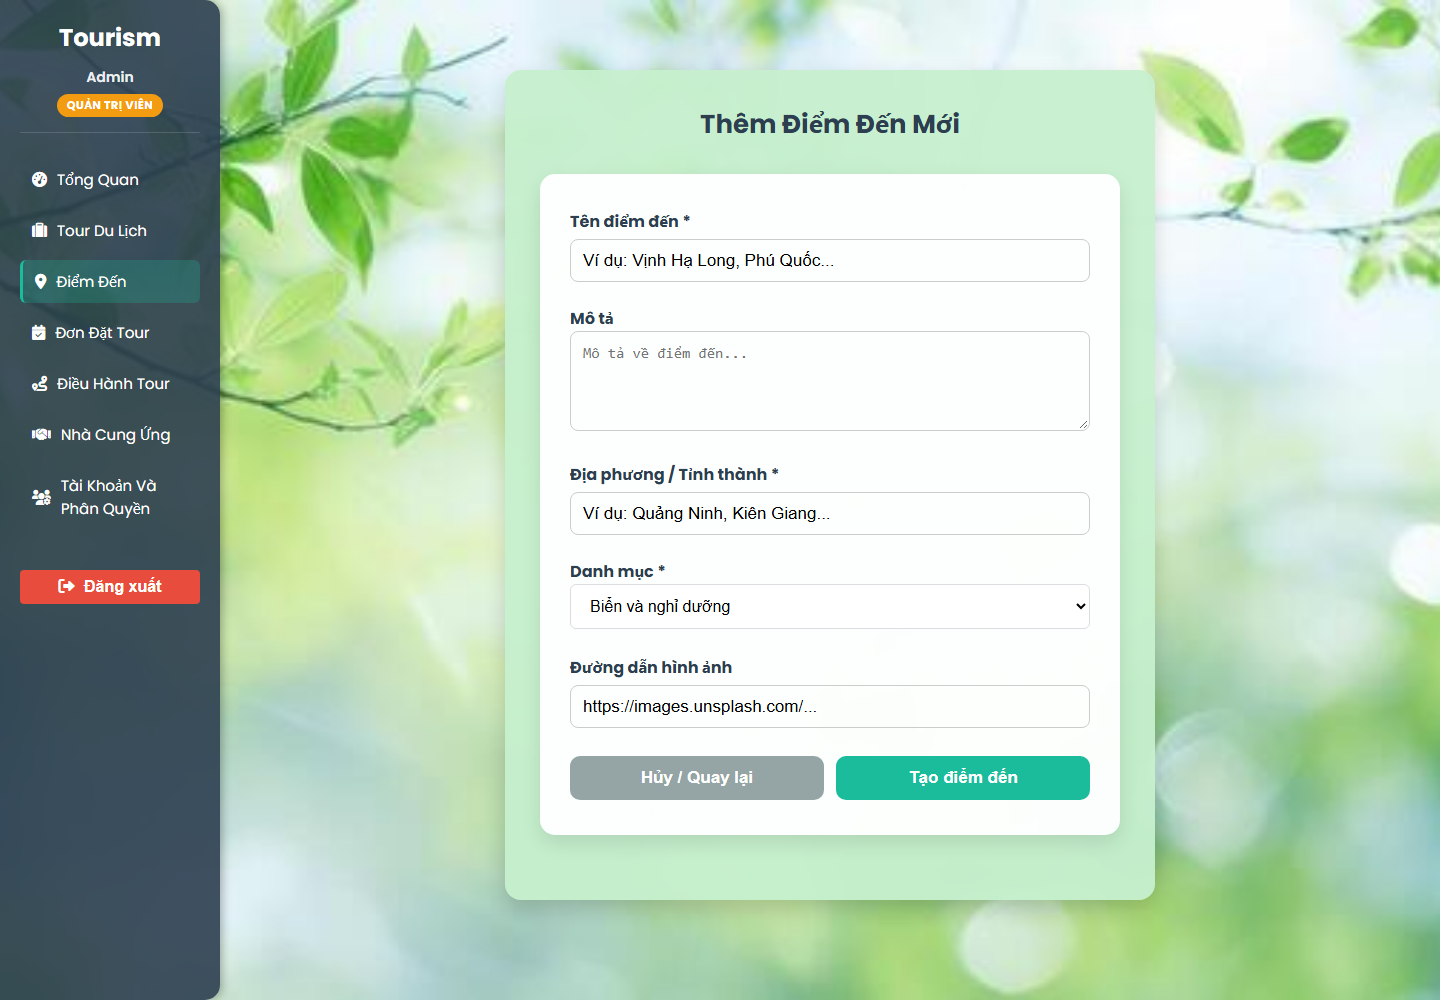 Tourism
Admin
QUẢN TRỊ VIÊN
Tổng Quan
Tour Du Lịch
Điểm Đến
Đơn Đặt Tour
Điều Hành Tour
Nhà Cung Ứng
Tài Khoản Và
Phân Quyền
Đăng xuất
Thêm Điểm Đến Mới
Tên điểm đến *
Ví dụ: Vịnh Hạ Long, Phú Quốc...
Mô tả
Mô tả về điểm đến...
Địa phương / Tỉnh thành *
Ví dụ: Quảng Ninh, Kiên Giang...
Danh mục *
Biển và nghỉ dưỡng
Đường dẫn hình ảnh
https://images.unsplash.com/...
Hủy / Quay lại
Tạo điểm đến